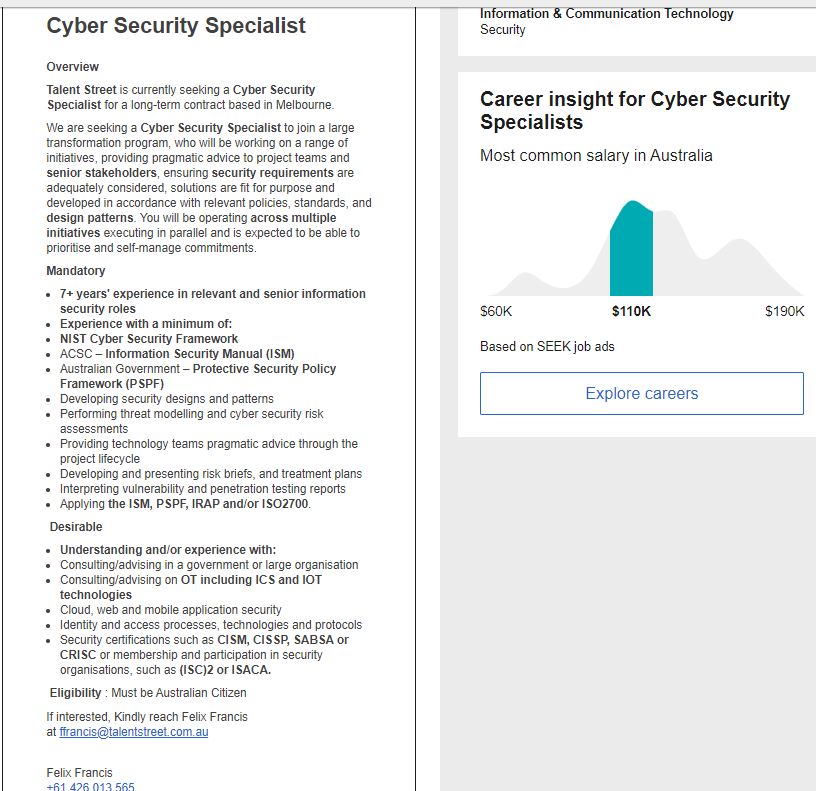 Cyber Security Specialist
Overview
Talent Street is currently seeking a Cyber Security
Specialist for a long-term contract based in Melbourne.
We are seeking a Cyber Security Specialist to join a large
transformation program, who will be working on a range of
initiatives, providing pragmatic advice to project teams and
senior stakeholders, ensuring security requirements are
adequately considered, solutions are fit for purpose and
developed in accordance with relevant policies, standards, and
design patterns. You will be operating across multiple
initiatives executing in parallel and is expected to be able to
prioritise and self-manage commitments.
Mandatory
• 7+ years' experience in relevant and senior information
security roles
• Experience with a minimum of:
• NIST Cyber Security Framework
• ACSC – Information Security Manual (ISM)
• Australian Government – Protective Security Policy
Framework (PSPF)
• Developing security designs and patterns
• Performing threat modelling and cyber security risk
assessments
• Providing technology teams pragmatic advice through the
project lifecycle
• Developing and presenting risk briefs, and treatment plans
• Interpreting vulnerability and penetration testing reports
• Applying the ISM, PSPF, IRAP and/or ISO2700.
Desirable
• Understanding and/or experience with:
• Consulting/advising in a government or large organisation
• Consulting/advising on OT including ICS and IOT
technologies
• Cloud, web and mobile application security
• Identity and access processes, technologies and protocols
• Security certifications such as CISM, CISSP, SABSA or
CRISC or membership and participation in security
organisations, such as (ISC)2 or ISACA.
Eligibility : Must be Australian Citizen
If interested, Kindly reach Felix Francis
at ffrancis@talentstreet.com.au
Felix Francis
+61 426 013 565
Information & Communication Technology
Security
Career insight for Cyber Security
Specialists
Most common salary in Australia
$60K $110K $190K
Based on SEEK job ads
Explore careers